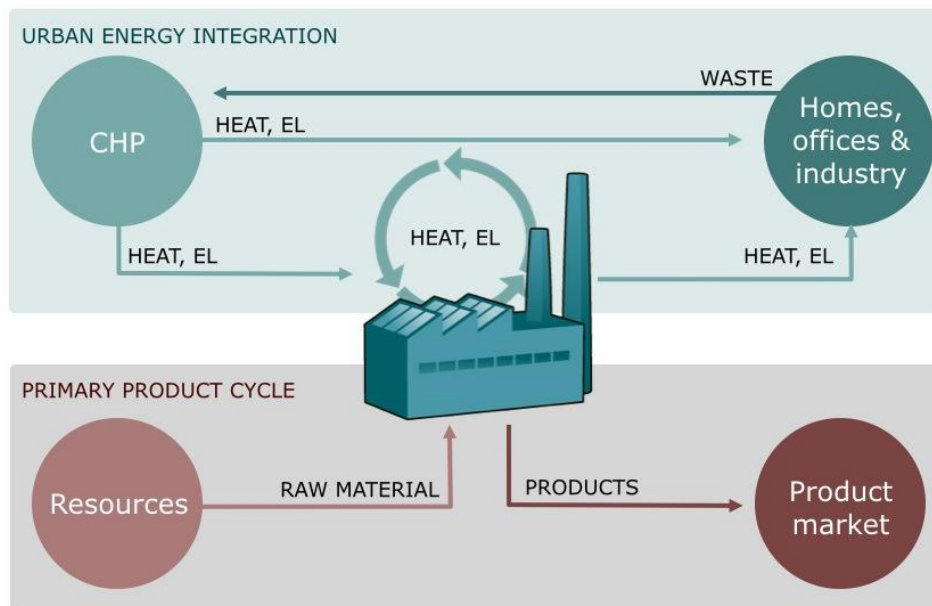 URBAN ENERGY INTEGRATION
WASTE
CHP
HEAT, EL
Homes,
offices &
industry
HEAT, EL
HEAT, EL
HEAT, EL
PRIMARY PRODUCT CYCLE
Resources
RAW MATERIAL
PRODUCTS
Product
market